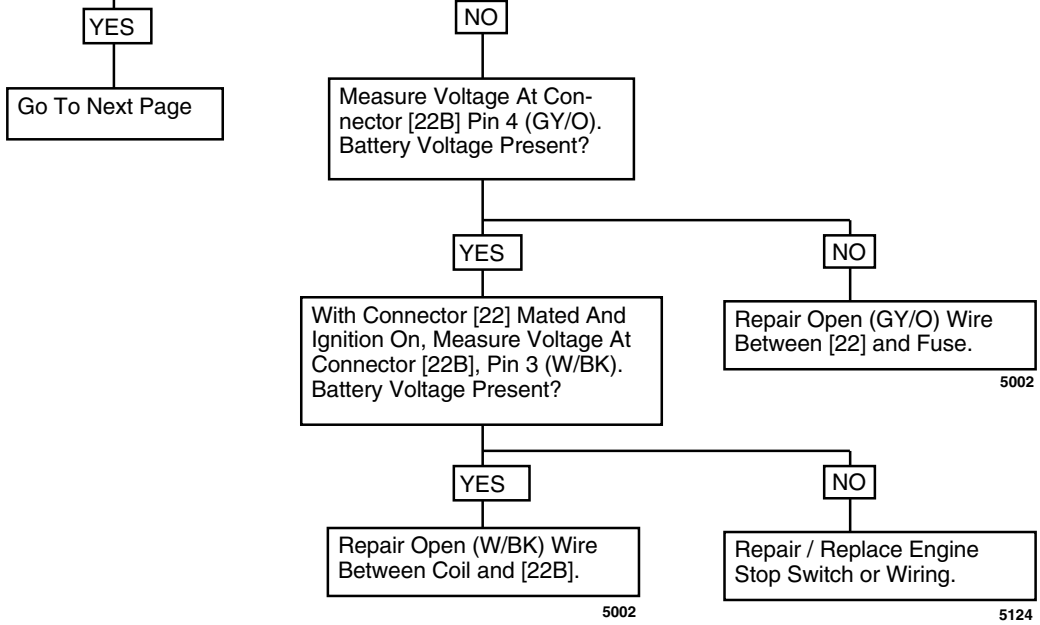 YES
NO
Go To Next Page
Measure Voltage At Con-
nector [22B] Pin 4 (GY/O).
Battery Voltage Present?
YES
NO
With Connector [22] Mated And
Ignition On, Measure Voltage At
Connector [22B], Pin 3 (W/BK).
Battery Voltage Present?
Repair Open (GY/O) Wire
Between [22] and Fuse.
5002
YES
NO
Repair Open (W/BK) Wire
Between Coil and [22B].
5002
Repair / Replace Engine
Stop Switch or Wiring.
5124